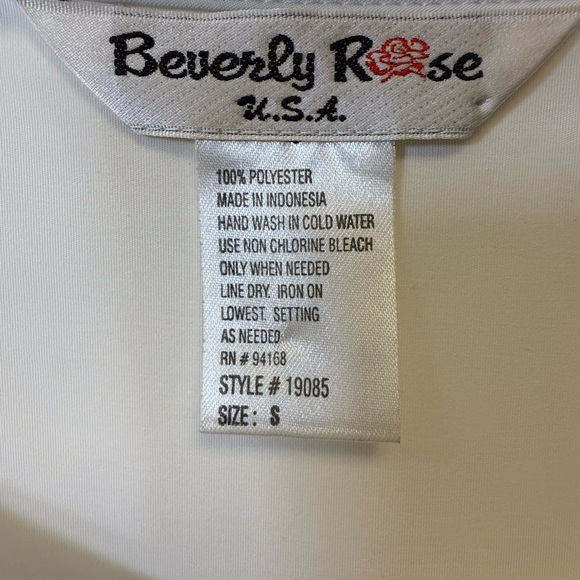 Beverly Rose
U.S.A.
100% POLYESTER
MADE IN INDONESIA
HAND WASH IN COLD WATER
USE NON CHLORINE BLEACH
ONLY WHEN NEEDED
LINE DRY. IRON ON
LOWEST. SETTING
AS NEEDED
RN # 94168
STYLE # 19085
SIZE: S